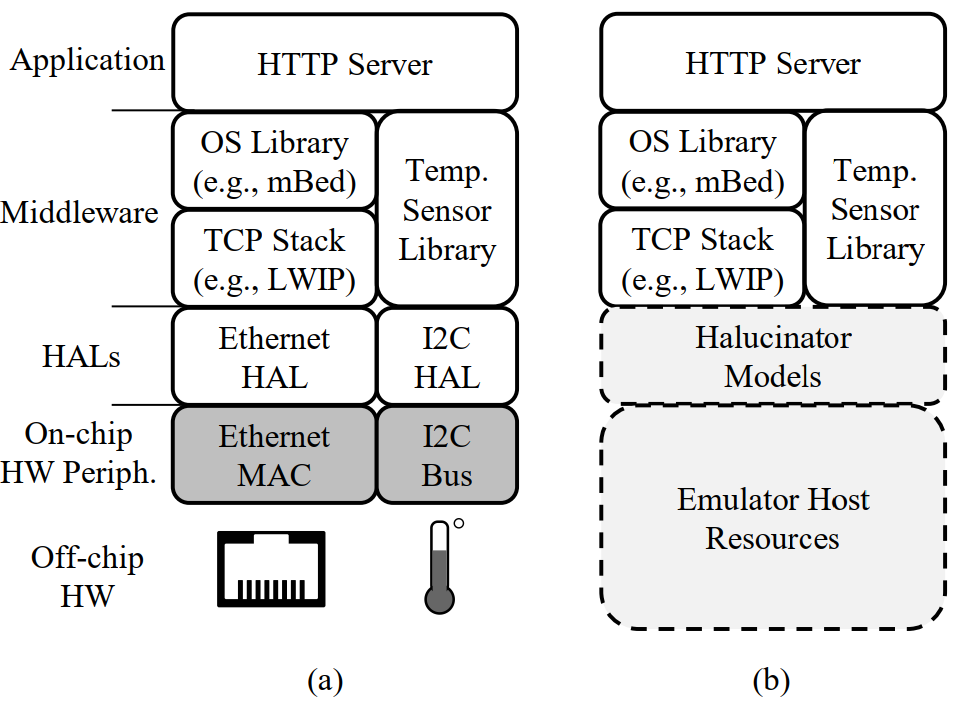 Application
HTTP Server
HTTP Server
Middleware
OS Library
(e.g., mBed)
TCP Stack
(e.g., LWIP)
Temp.
Sensor
Library
OS Library
(e.g., mBed)
TCP Stack
(e.g., LWIP)
Temp.
Sensor
Library
HALs
Ethernet
HAL
I2C
HAL
Halucinator
Models
On-chip
HW Periph.
Ethernet
MAC
I2C
Bus
Emulator Host
Resources
Off-chip
HW
(a)
(b)